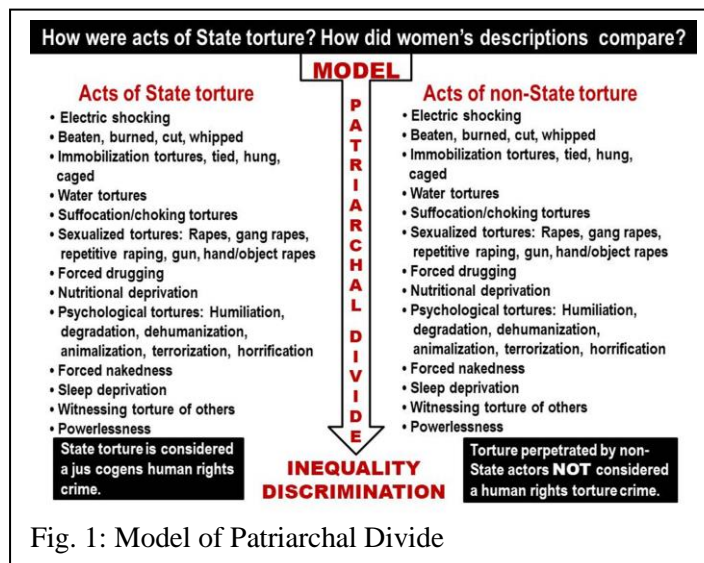 How were acts of State torture? How did women's descriptions compare?
MODEL
Acts of State torture
• Electric shocking
• Beaten, burned, cut, whipped
• Immobilization tortures, tied, hung,
caged
• Water tortures
• Suffocation/choking tortures
• Sexualized tortures: Rapes, gang rapes,
repetitive raping, gun, hand/object rapes
• Forced drugging
• Nutritional deprivation
• Psychological tortures: Humiliation,
degradation, dehumanization,
animalization, terrorization, horrification
• Forced nakedness
• Sleep deprivation
• Witnessing torture of others
• Powerlessness
State torture is considered
a jus cogens human rights
crime.
PATRIARCHAL DIVIDE
Acts of non-State torture
• Electric shocking
• Beaten, burned, cut, whipped
• Immobilization tortures, tied, hung,
caged
• Water tortures
• Suffocation/choking tortures
• Sexualized tortures: Rapes, gang rapes,
repetitive raping, gun, hand/object rapes
• Forced drugging
• Nutritional deprivation
• Psychological tortures: Humiliation,
degradation, dehumanization,
animalization, terrorization, horrification
• Forced nakedness
• Sleep deprivation
• Witnessing torture of others
• Powerlessness
Torture perpetrated by non-
State actors NOT considered
a human rights torture crime.
INEQUALITY
DISCRIMINATION
Fig. 1: Model of Patriarchal Divide